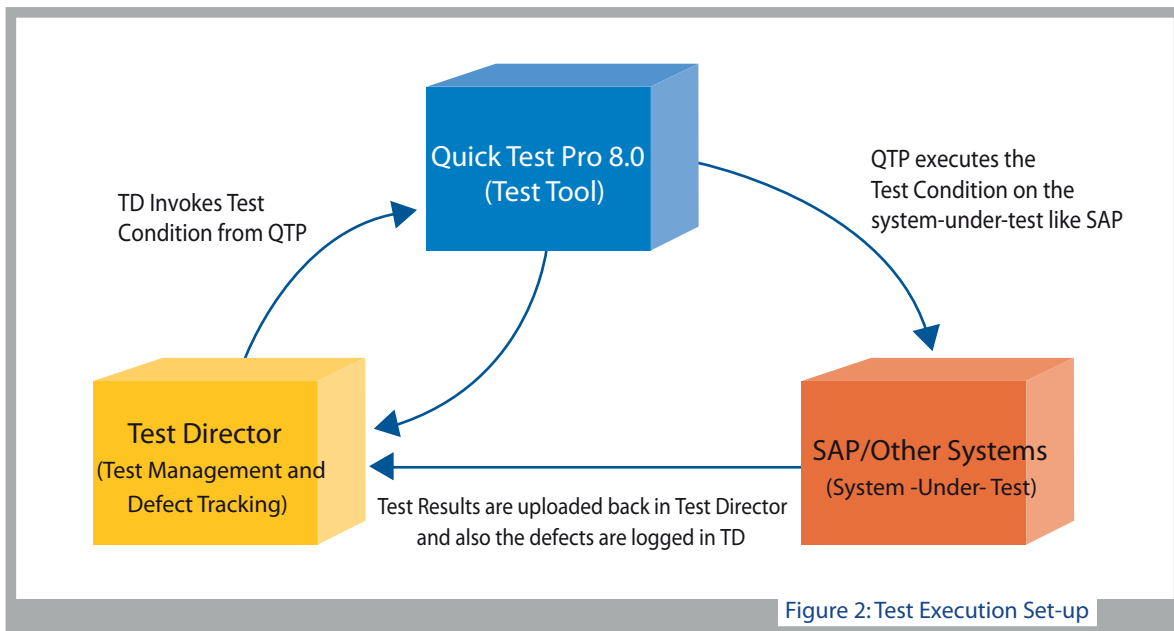 Quick Test Pro 8.0
(Test Tool)
TD Invokes Test
Condition from QTP
QTP executes the
Test Condition on the
system-under-test like SAP
Test Director
(Test Management and
Defect Tracking)
SAP/Other Systems
(System -Under- Test)
Test Results are uploaded back in Test Director
and also the defects are logged in TD
Figure 2: Test Execution Set-up